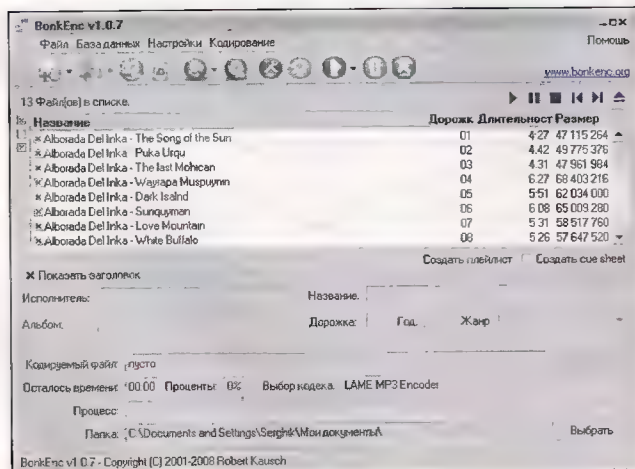 BonkEnc v1.0.7
Файл База данных Настройки Кодирование Помощь
www.bonkenc.org
13 Файл(ов) в списке.
Название Дорожк Длительност Размер
Alborada Del Inka - The Song of the Sun 01 4:27 47 115 264
Alborada Del Inka Puka Urqu 02 4.42 49 775 376
Alborada Del Inka - The last Mohican 03 4.31 47 961 984
Alborada Del Inka - Wayrapa Muspuynin 04 6.27 68 403 216
Alborada Del Inka - Dark Isalnd 05 5:51 62 034 000
Alborada Del Inka - Sunquyman 06 6 08 65 009 280
Alborada Del Inka - Love Mountain 07 5 31 58 517 760
Alborada Del Inka - White Buffalo 08 5 26 57 647 520
Создать плейлист Создать cue sheet
Показать заголовок
Исполнитель: Название.
Альбом: Дорожка: Год. Жанр
Кодируемый файл: пусто
Осталось времени: 00:00 Проценты: 0% Выбор кодека. LAME MP3 Encoder
Процесс
Папка: C:\Documents and Settings\Serghik\Мои документы\ Выбрать
BonkEnc v1 0.7 - Copyright (C) 2001-2008 Robert Kausch